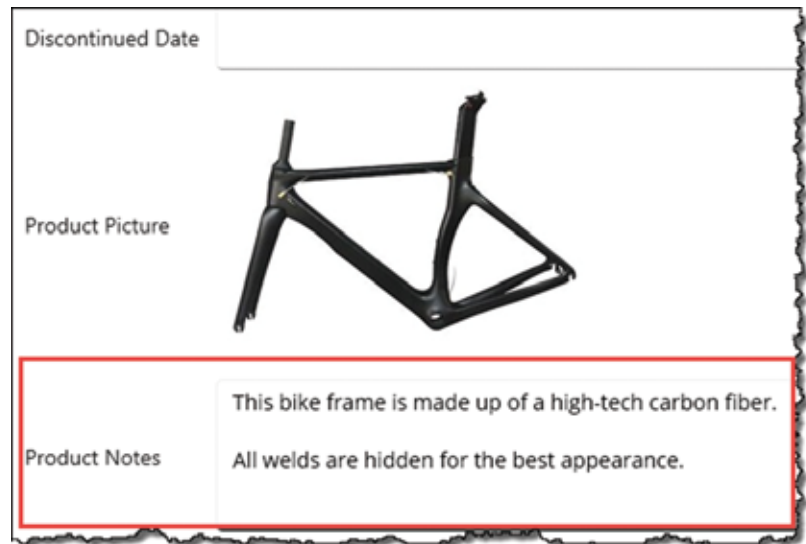 Discontinued Date
Product Picture
Product Notes
This bike frame is made up of a high-tech carbon fiber.
All welds are hidden for the best appearance.